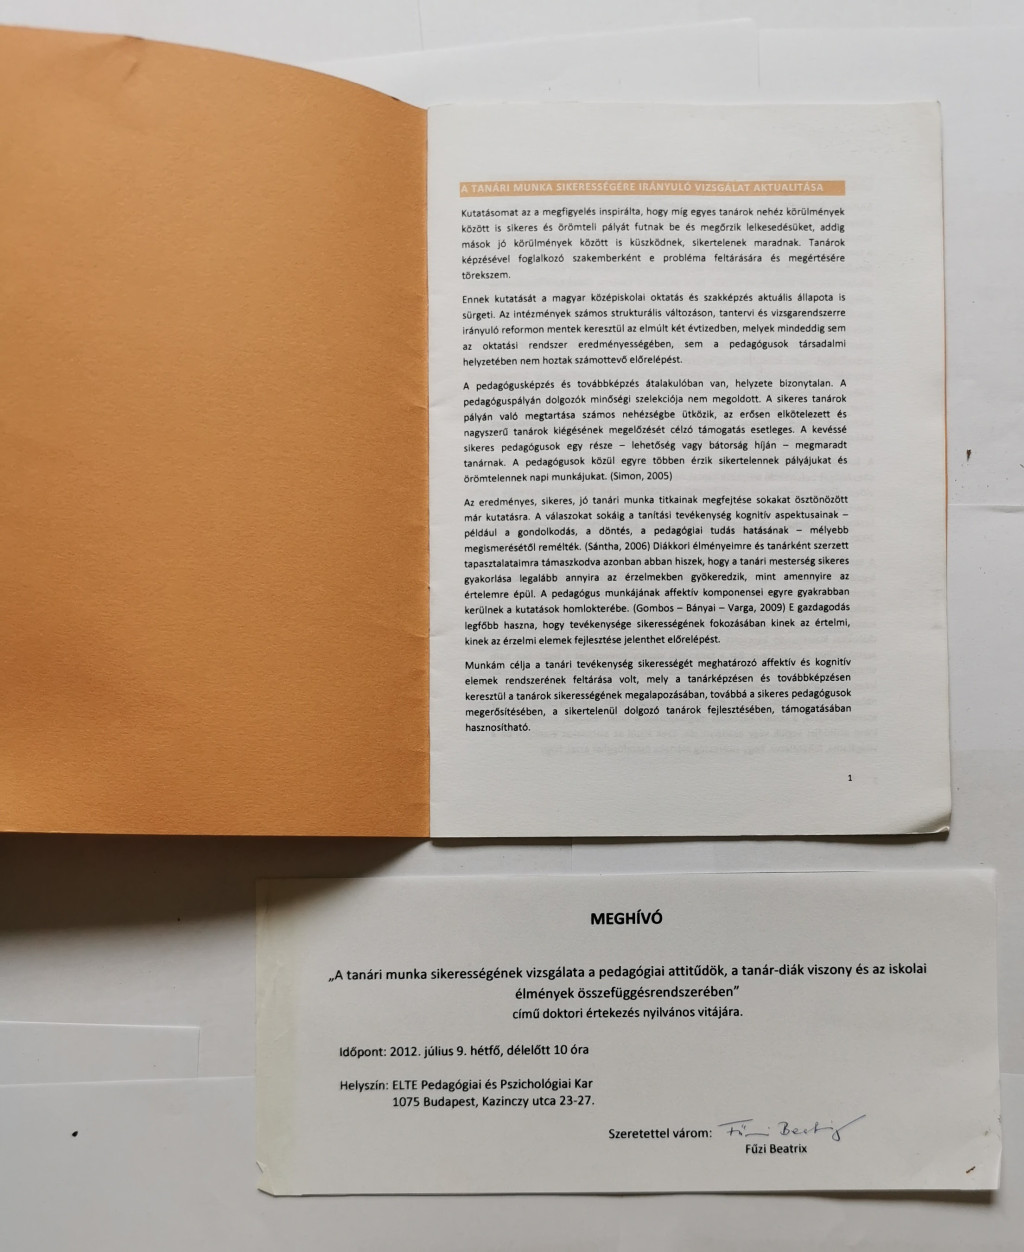 A TANÁRI MUNKA SIKERESSÉGÉRE IRÁNYULÓ VIZSGÁLAT AKTUALITÁSA
Kutatásomat az a megfigyelés inspirálta, hogy míg egyes tanárok nehéz körülmények
között is sikeres és örömteli pályát futnak be és megőrzik lelkesedésüket, addig
mások jó körülmények között is küszködnek, sikertelenek maradnak. Tanárok
képzésével foglalkozó szakemberként e probléma feltárására és megértésére
törekszem.
Ennek kutatását a magyar középiskolai oktatás és szakképzés aktuális állapota is
sürgeti. Az intézmények számos strukturális változáson, tantervi és vizsgarendszerre
irányuló reformon mentek keresztül az elmúlt két évtizedben, melyek mindeddig sem
az oktatási rendszer eredményességében, sem a pedagógusok társadalmi
helyzetében nem hoztak számottevő előrelépést.
A pedagógusképzés és továbbképzés átalakulóban van, helyzete bizonytalan. A
pedagóguspályán dolgozók minőségi szelekciója nem megoldott. A sikeres tanárok
pályán való megtartása számos nehézségbe ütközik, az erősen elkötelezett és
nagyszerű tanárok kiégésének megelőzését célzó támogatás esetleges. A kevéssé
sikeres pedagógusok egy része – lehetőség vagy bátorság híján – megmaradt
tanárnak. A pedagógusok közül egyre többen érzik sikertelennek pályájukat és
örömtelennek napi munkájukat. (Simon, 2005)
Az eredményes, sikeres, jó tanári munka titkainak megfejtése sokakat ösztönözött
már kutatásra. A válaszokat sokáig a tanítási tevékenység kognitív aspektusainak –
például a gondolkodás, a döntés, a pedagógiai tudás hatásának – mélyebb
megismerésétől remélték. (Sántha, 2006) Diákkori élményeimre és tanárként szerzett
tapasztalataimra támaszkodva azonban abban hiszek, hogy a tanári mesterség sikeres
gyakorlása legalább annyira az érzelmekben gyökeredzik, mint amennyire az
értelemre épül. A pedagógus munkájának affektív komponensei egyre gyakrabban
kerülnek a kutatások homlokterébe. (Gombos – Bányai – Varga, 2009) E gazdagodás
legfőbb haszna, hogy tevékenysége sikerességének fokozásában kinek az értelmi,
kinek az érzelmi elemek fejlesztése jelenthet előrelépést.
Munkám célja a tanári tevékenység sikerességét meghatározó affektív és kognitív
elemek rendszerének feltárása volt, mely a tanárképzésen és továbbképzésen
keresztül a tanárok sikerességének megalapozásában, továbbá a sikeres pedagógusok
megerősítésében, a sikertelenül dolgozó tanárok fejlesztésében, támogatásában
hasznosítható.
1
MEGHÍVÓ
„A tanári munka sikerességének vizsgálata a pedagógiai attitűdök, a tanár-diák viszony és az iskolai
élmények összefüggésrendszerében”
című doktori értekezés nyilvános vitájára.
Időpont: 2012. július 9. hétfő, délelőtt 10 óra
Helyszín: ELTE Pedagógiai és Pszichológiai Kar
1075 Budapest, Kazinczy utca 23-27.
Szeretettel várom: Fűzi Beatrix
Fűzi Beatrix